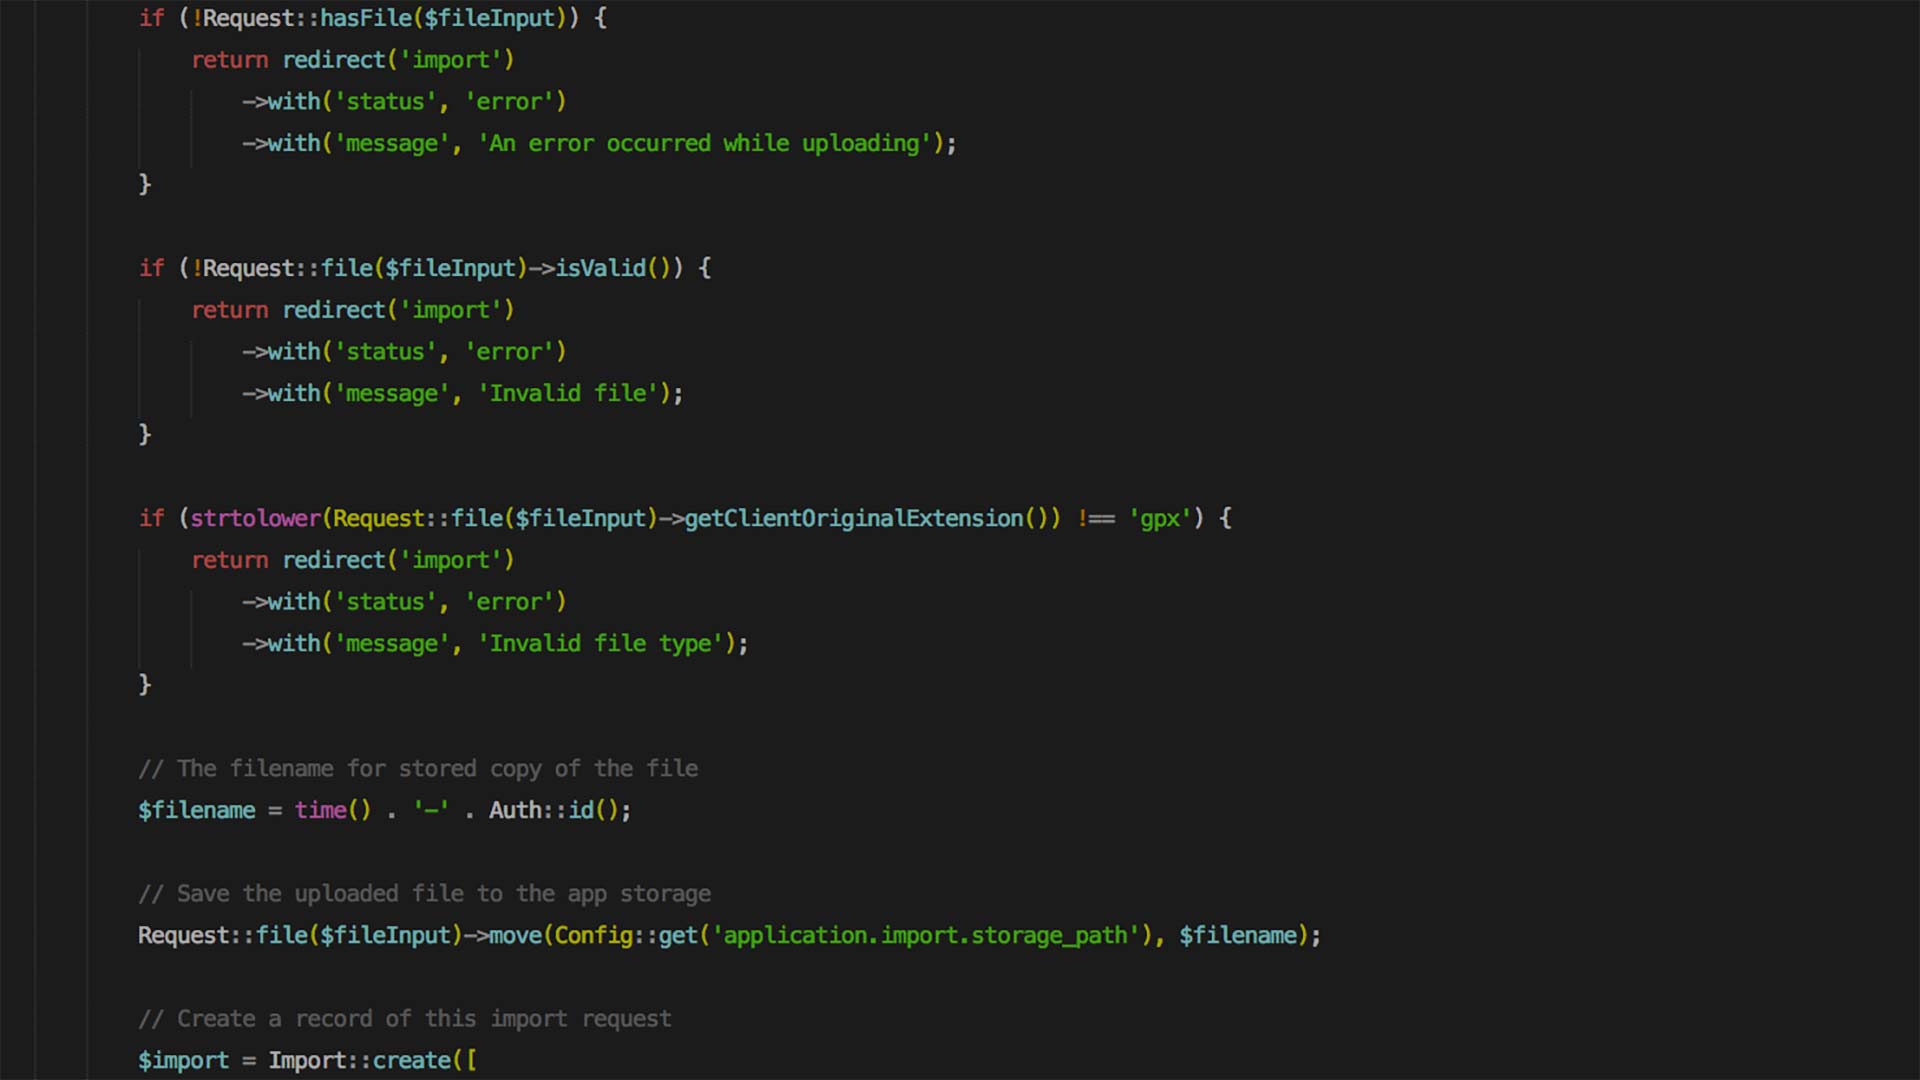 if (!Request::hasFile($fileInput)) {
return redirect('import')
->with('status', 'error')
->with('message', 'An error occurred while uploading');
}
if (!Request::file($fileInput)->isValid()) {
return redirect('import')
->with('status', 'error')
->with('message', 'Invalid file');
}
if (strtolower(Request::file($fileInput)->getClientOriginalExtension()) !== 'gpx') {
return redirect('import')
->with('status', 'error')
->with('message', 'Invalid file type');
}
// The filename for stored copy of the file
$filename = time() . '-' . Auth::id();
// Save the uploaded file to the app storage
Request::file($fileInput)->move(Config::get('application.import.storage_path'), $filename);
// Create a record of this import request
$import = Import::create([